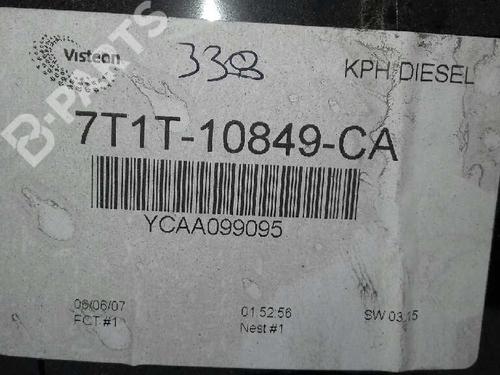 Visteon
338
KPH DIESEL
B-PARTS
7T1T-10849-CA
YCAA099095
06/06/07
01:52:56
SW 03.15
FCT #1
Nest #1